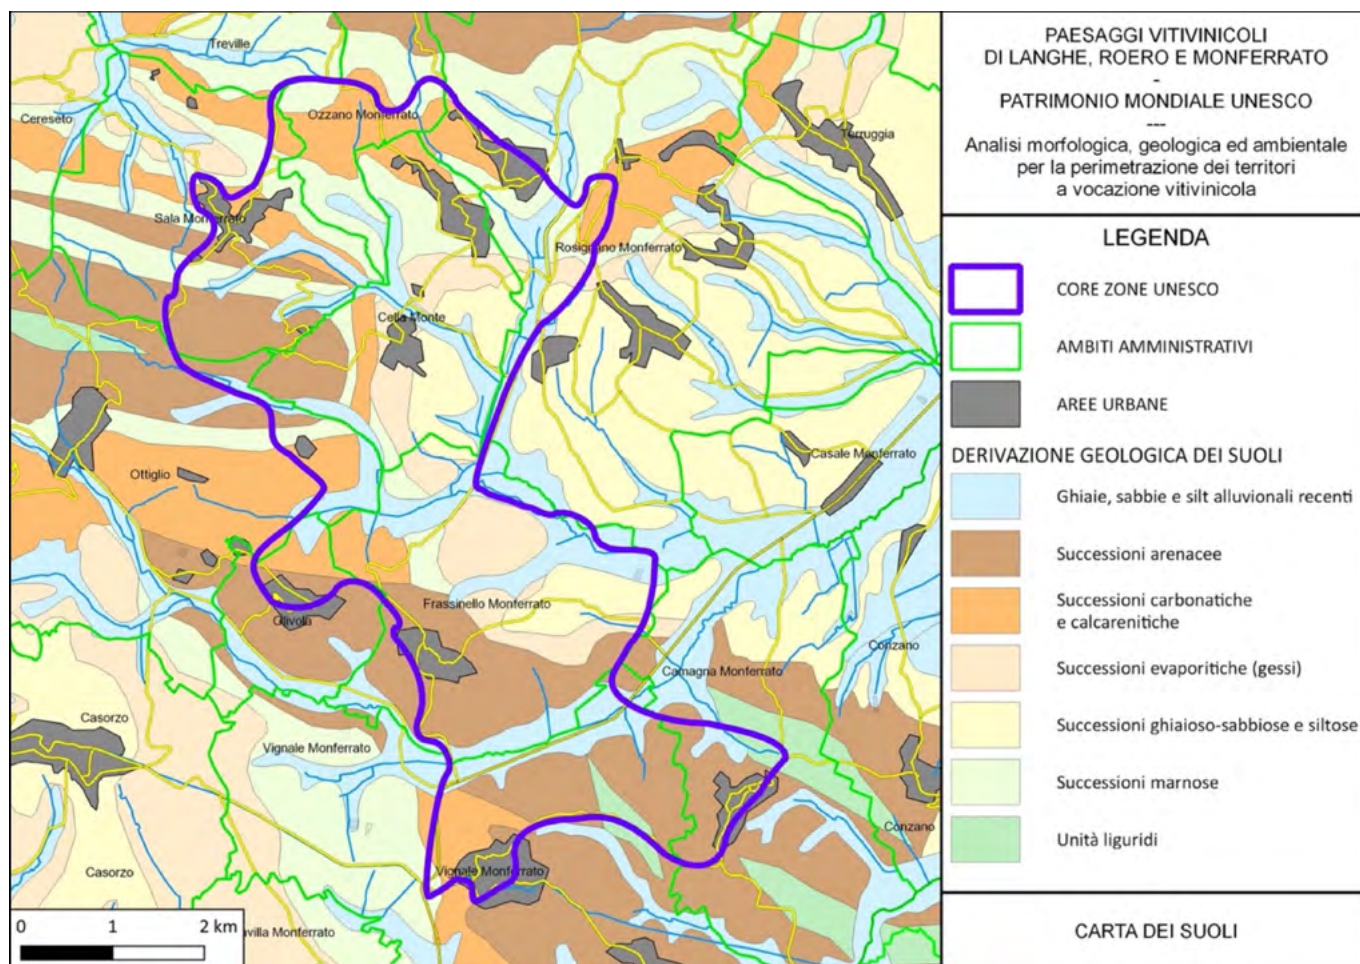 Treville
Cereseto
Ozzano Monferrato
Terruggia
Sala Monferrato
Rosignano Monferrato
Cella Monte
Casale Monferrato
Ottiglio
Frassinello Monferrato
Olivola
Conzano
Camagna Monferrato
Casorzo
Vignale Monferrato
Conzano
Casorzo
Vignale Monferrato
avilla Monferrato
0 1 2 km
PAESAGGI VITIVINICOLI
DI LANGHE, ROERO E MONFERRATO
-
PATRIMONIO MONDIALE UNESCO
---
Analisi morfologica, geologica ed ambientale
per la perimetrazione dei territori
a vocazione vitivinicola
LEGENDA
CORE ZONE UNESCO
AMBITI AMMINISTRATIVI
AREE URBANE
DERIVAZIONE GEOLOGICA DEI SUOLI
Ghiaie, sabbie e silt alluvionali recenti
Successioni arenacee
Successioni carbonatiche
e calcarenitiche
Successioni evaporitiche (gessi)
Successioni ghiaioso-sabbiose e siltose
Successioni marnose
Unità liguridi
CARTA DEI SUOLI